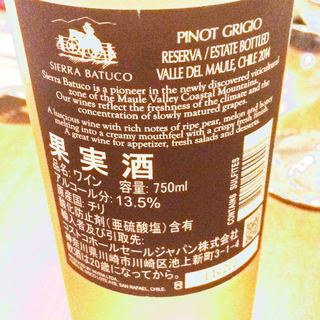 SIERRA BATUCO
Sierra Batuco is a pioneer in the newly discovered viticultural
zone of the Maule Valley Coastal Mountains.
Our wines reflect the freshness of the climate and the
concentration of slowly matured grapes.
PINOT GRIGIO
RESERVA / ESTATE BOTTLED
VALLE DEL MAULE, CHILE 2014
A luscious wine with rich notes of ripe pear, melon and honey
melting into a creamy mouthfeel with a crisp fresh finish.
A great wine for appetizer, fresh salads and desserts.
果実酒
品名: ワイン
アルコール分: 13.5%
容量: 750ml
原産国: チリ
酸化防止剤(亜硫酸塩)含有
輸入者及び引取先:
コストコホールセールジャパン株式会社
神奈川県川崎市川崎区池上新町3-1-4
飲酒は20歳になってから。
CONTAINS SULFITES
SAN RAFAEL, CHILE.